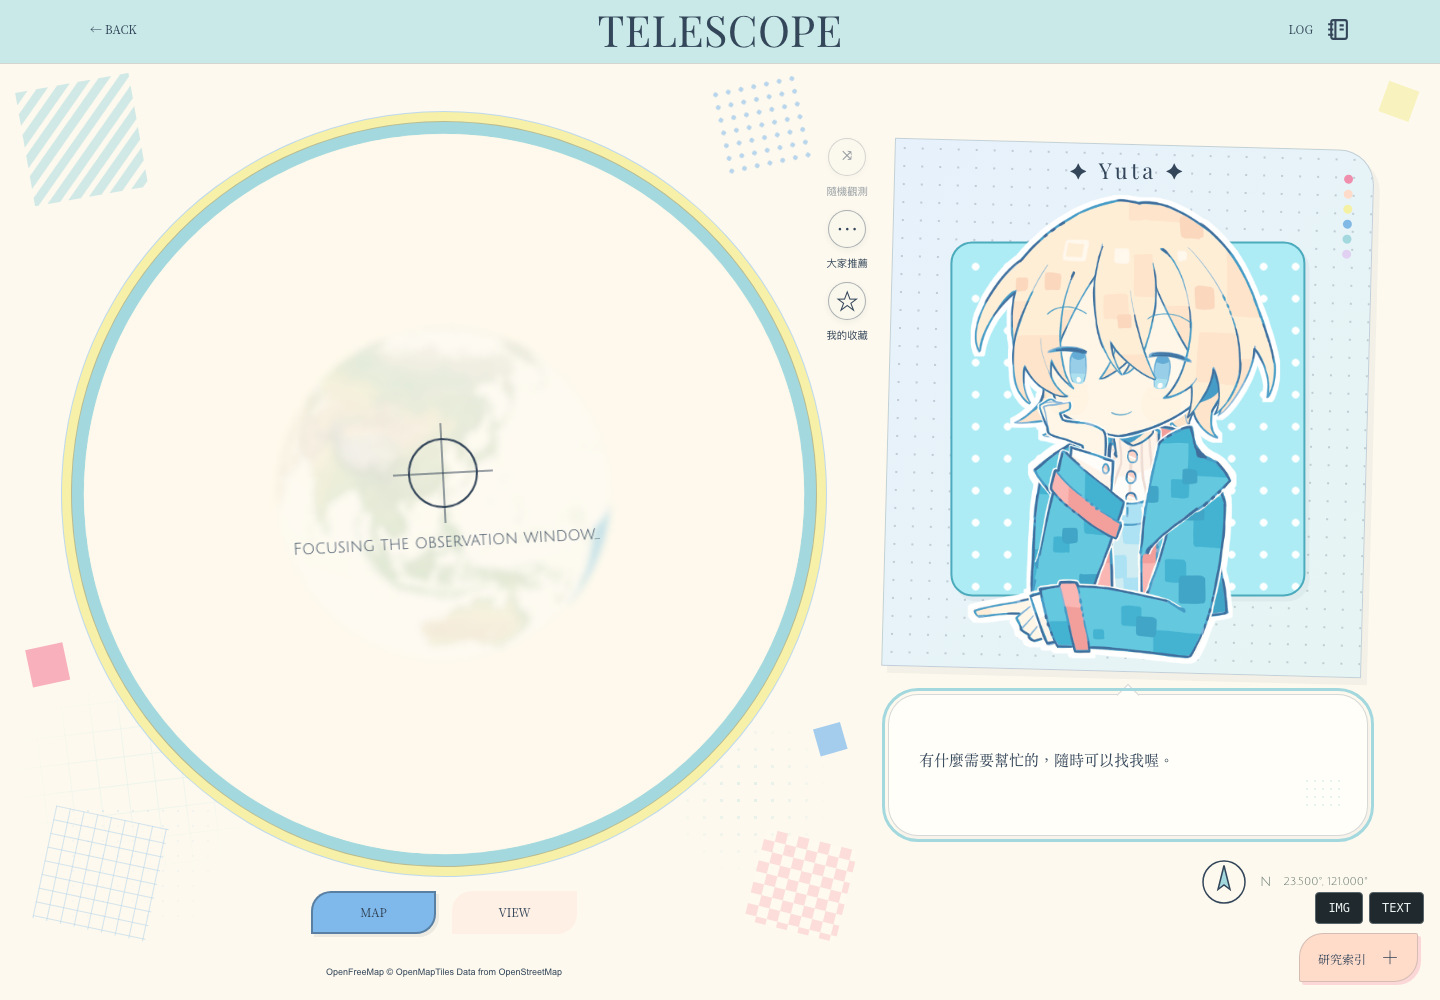 ← BACK
TELESCOPE
LOG
隨機觀測
大家推薦
我的收藏
✦ Yuta ✦
FOCUSING THE OBSERVATION WINDOW...
有什麼需要幫忙的，隨時可以找我喔。
N 23.500°, 121.000°
MAP
VIEW
IMG
TEXT
研究索引 +
OpenFreeMap © OpenMapTiles Data from OpenStreetMap